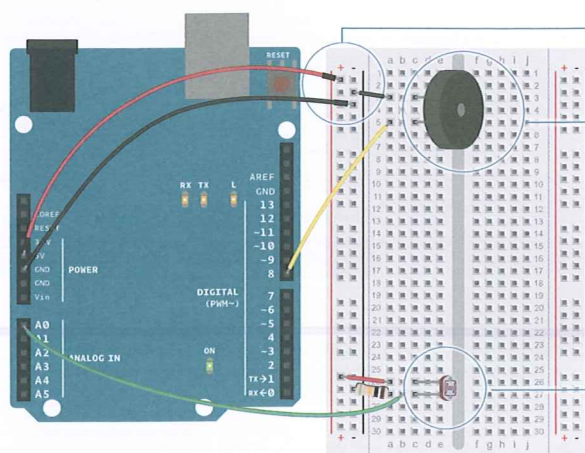 RESET
+ -
a b c d e
f g h i j
+ -
AREF
GND
RX TX L
13
12
~11
~10
~9
8
RESET
GND
GND
Vin
POWER
DIGITAL
(PWM~)
7
~6
~5
4
~3
2
TX→1
RX←0
A0
A1
A2
A3
A4
A5
ANALOG IN
ON
1
2
3
4
5
6
7
8
9
10
11
12
13
14
15
16
17
18
19
20
21
22
23
24
25
26
27
28
29
30
+ -
a b c d e
f g h i j
+ -